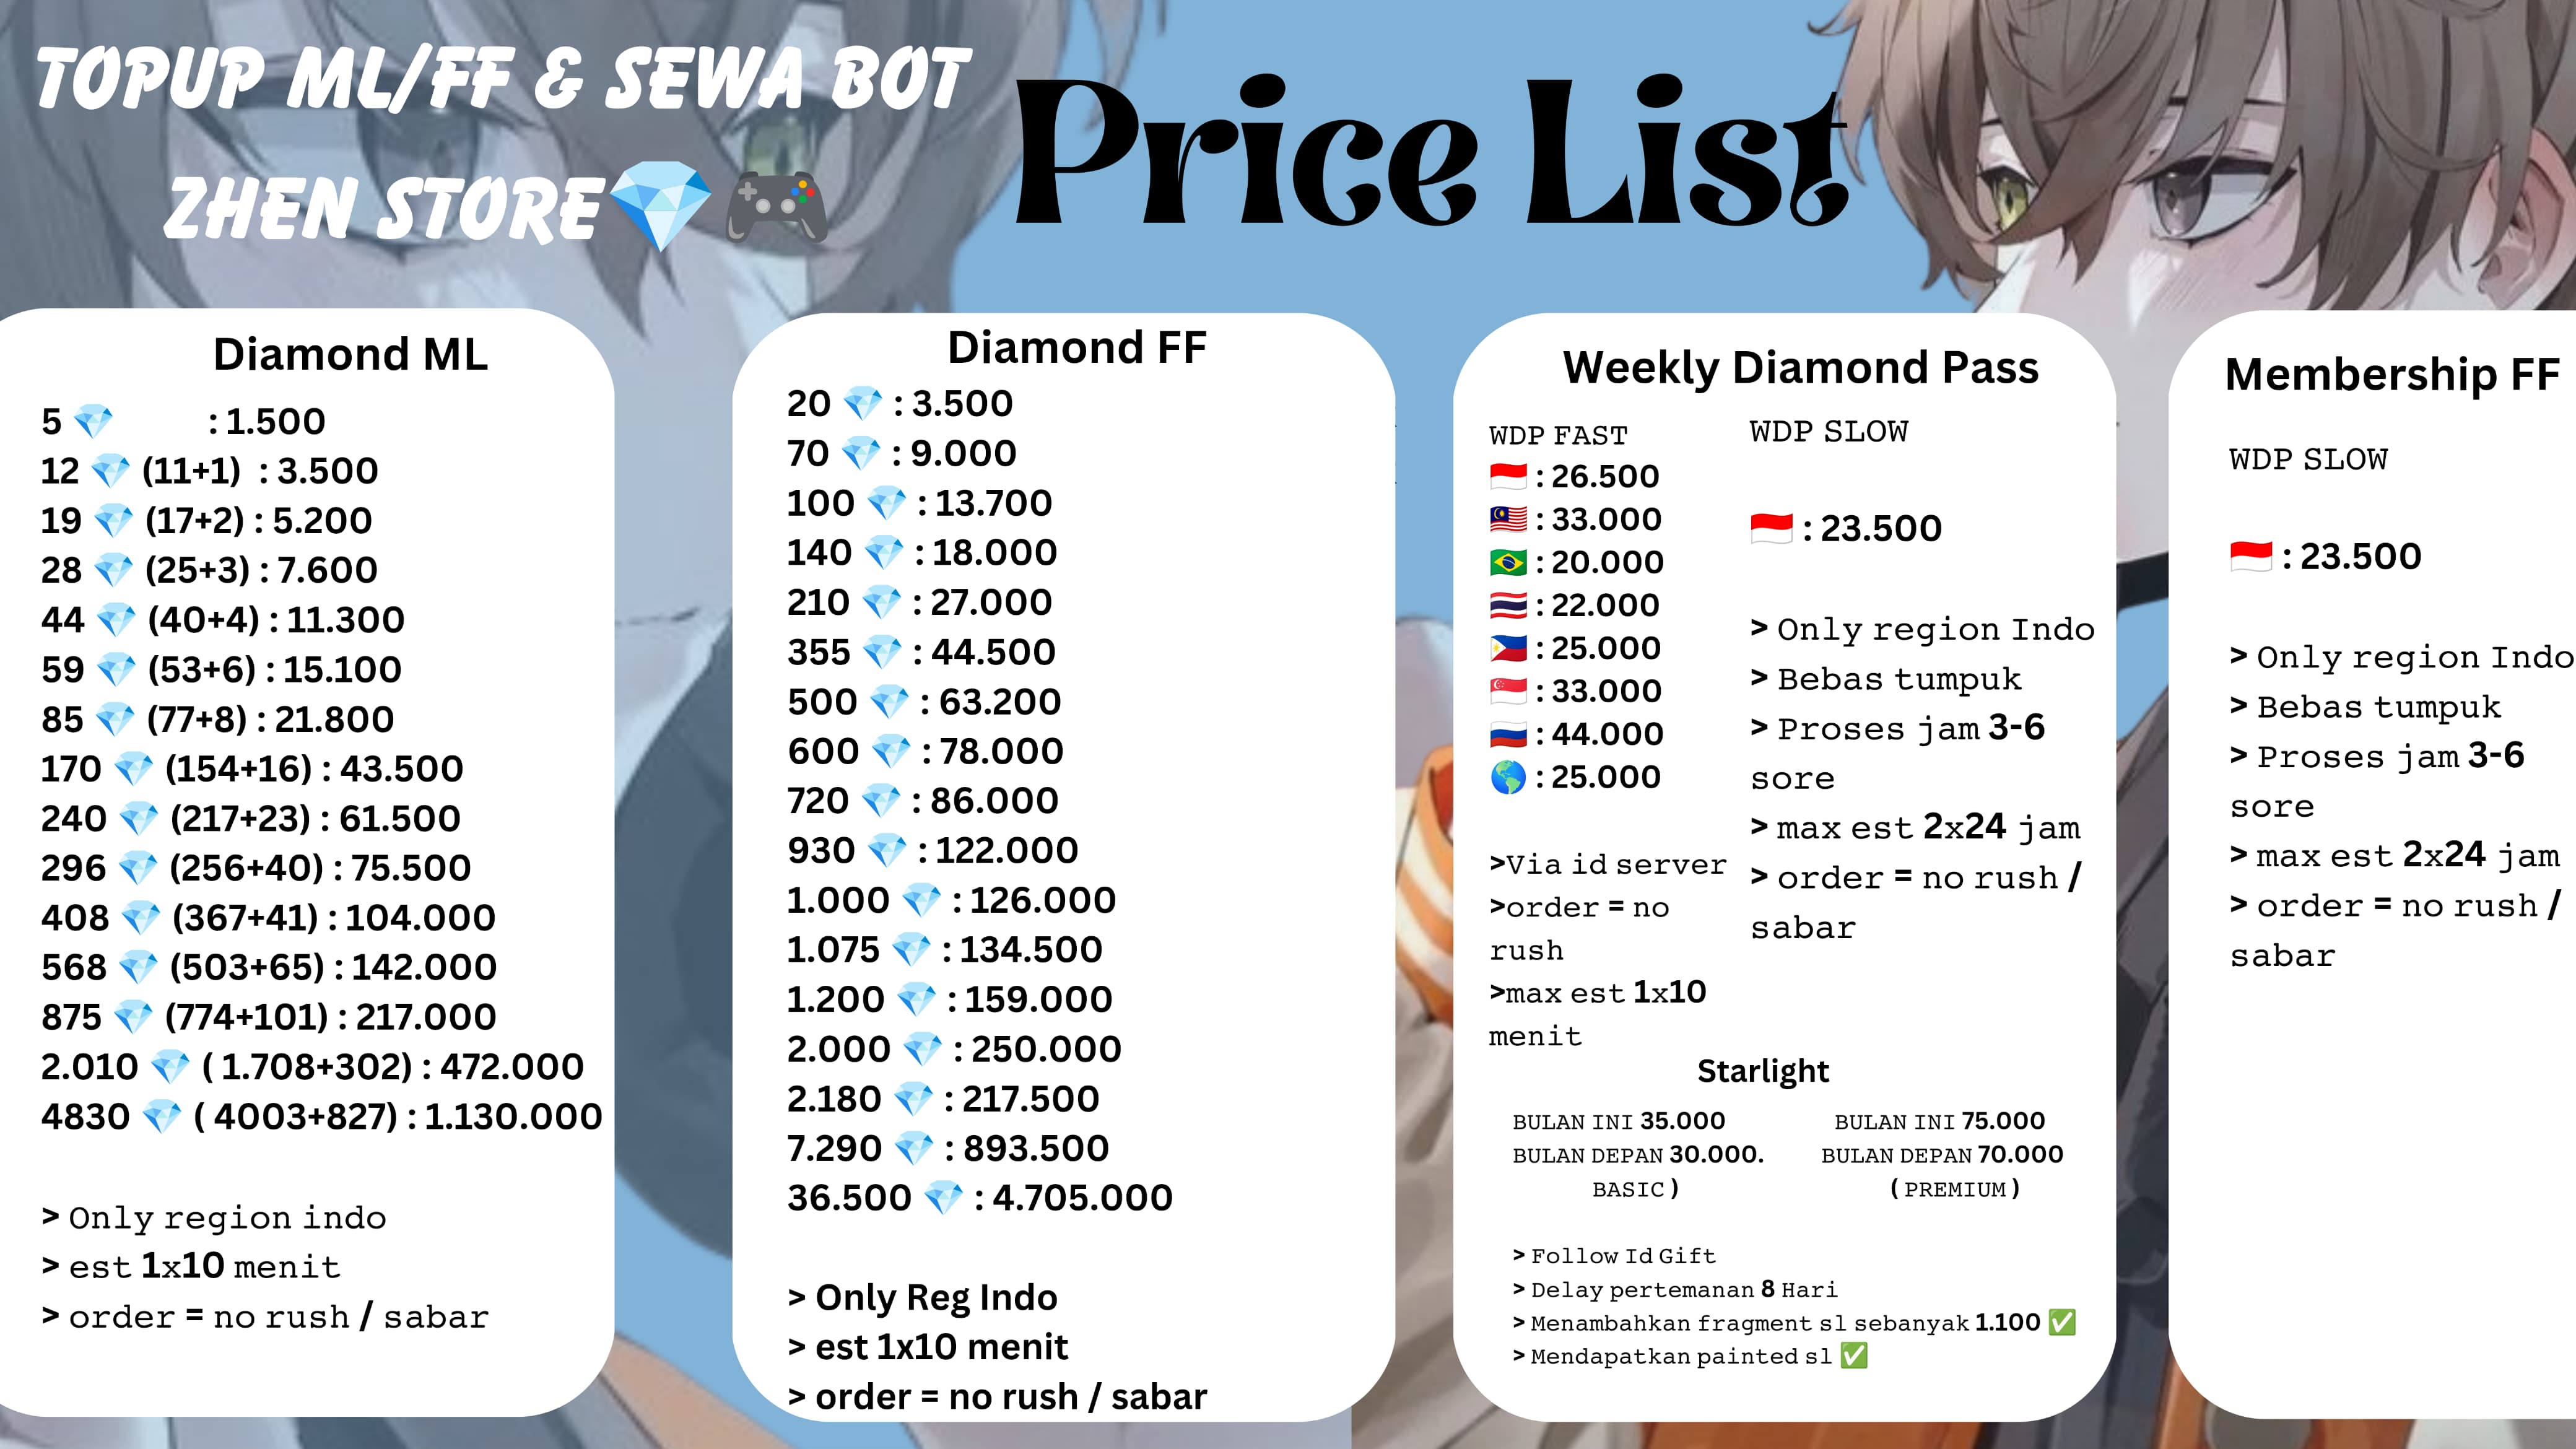 TOPUP ML/FF & SEWA BOT
ZHEN STORE💎🎮
Price List
Diamond ML
5 💎 : 1.500
12 💎 (11+1) : 3.500
19 💎 (17+2) : 5.200
28 💎 (25+3) : 7.600
44 💎 (40+4) : 11.300
59 💎 (53+6) : 15.100
85 💎 (77+8) : 21.800
170 💎 (154+16) : 43.500
240 💎 (217+23) : 61.500
296 💎 (256+40) : 75.500
408 💎 (367+41) : 104.000
568 💎 (503+65) : 142.000
875 💎 (774+101) : 217.000
2.010 💎 ( 1.708+302) : 472.000
4830 💎 ( 4003+827) : 1.130.000
> Only region indo
> est 1x10 menit
> order = no rush / sabar
Diamond FF
20 💎 : 3.500
70 💎 : 9.000
100 💎 : 13.700
140 💎 : 18.000
210 💎 : 27.000
355 💎 : 44.500
500 💎 : 63.200
600 💎 : 78.000
720 💎 : 86.000
930 💎 : 122.000
1.000 💎 : 126.000
1.075 💎 : 134.500
1.200 💎 : 159.000
2.000 💎 : 250.000
2.180 💎 : 217.500
7.290 💎 : 893.500
36.500 💎 : 4.705.000
> Only Reg Indo
> est 1x10 menit
> order = no rush / sabar
Weekly Diamond Pass
WDP FAST
🇮🇩 : 26.500
🇲🇾 : 33.000
🇧🇷 : 20.000
🇹🇭 : 22.000
🇵🇭 : 25.000
🇸🇬 : 33.000
🇷🇺 : 44.000
🌎 : 25.000
>Via id server
>order = no
rush
>max est 1x10
menit
WDP SLOW
🇮🇩 : 23.500
> Only region Indo
> Bebas tumpuk
> Proses jam 3-6
sore
> max est 2x24 jam
> order = no rush /
sabar
Starlight
BULAN INI 35.000
BULAN DEPAN 30.000.
BASIC)
BULAN INI 75.000
BULAN DEPAN 70.000
(PREMIUM)
> Follow Id Gift
> Delay pertemanan 8 Hari
> Menambahkan fragment sl sebanyak 1.100 ✅
> Mendapatkan painted sl ✅
Membership FF
WDP SLOW
🇮🇩 : 23.500
> Only region Indo
> Bebas tumpuk
> Proses jam 3-6
sore
> max est 2x24 jam
> order = no rush /
sabar